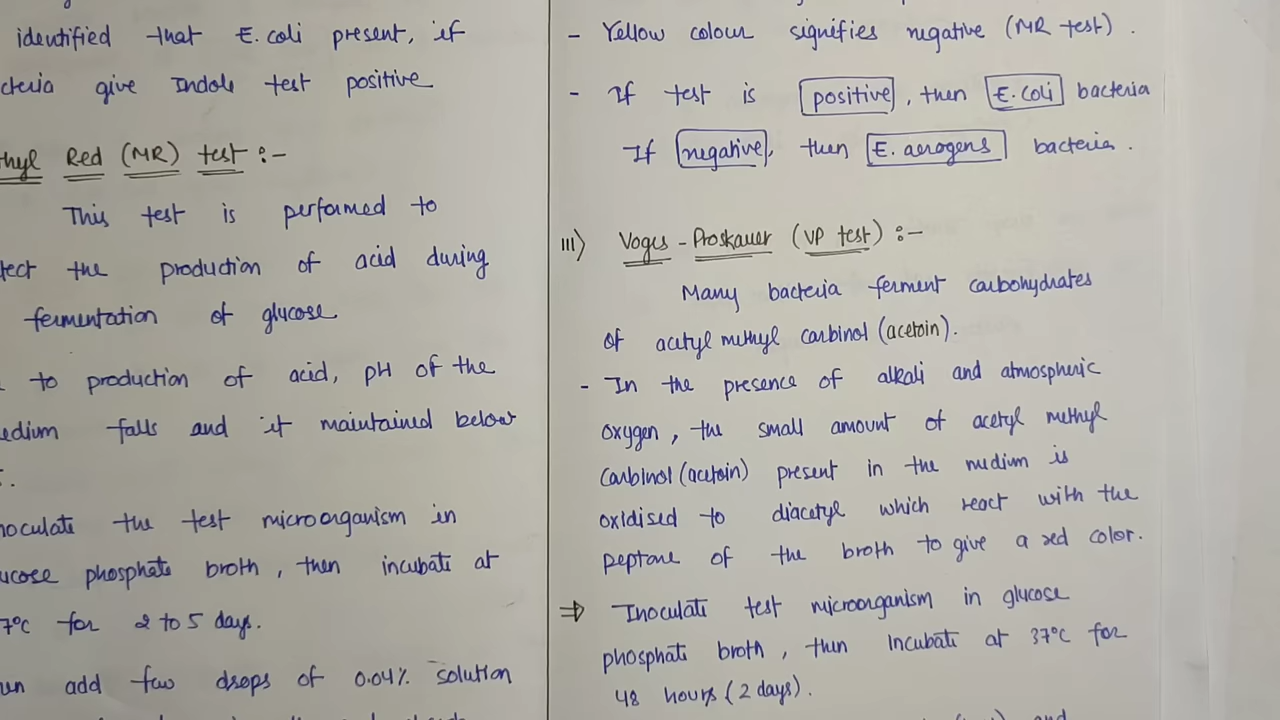 identified that E.coli present, if
cteria give Indole test positive
thyl Red (MR) test :-
This test is performed to
tect the production of acid during
fermentation of glucose
to production of acid, pH of the
edium falls and it maintained below
noculate the test microorganism in
ucose phosphate broth, then incubate at
7°C for 2 to 5 days.
add few drops of 0.04% solution
- Yellow colour signifies negative (MR test).
- If test is positive, then E.coli bacteria
If negative, then E. aerogens bacteria.
III) Voges - Proskauer (VP test) :-
Many bacteria ferment carbohydrates
of acetyl methyl carbinol (acetoin).
- In the presence of alkali and atmospheric
oxygen, the small amount of acetyl methyl
carbinol (acetoin) present in the medium is
oxidised to diacetyl which react with the
peptone of the broth to give a red color.
⇒ Inoculate test microorganism in glucose
phosphate broth, then incubate at 37°C for
48 hours (2 days).
and